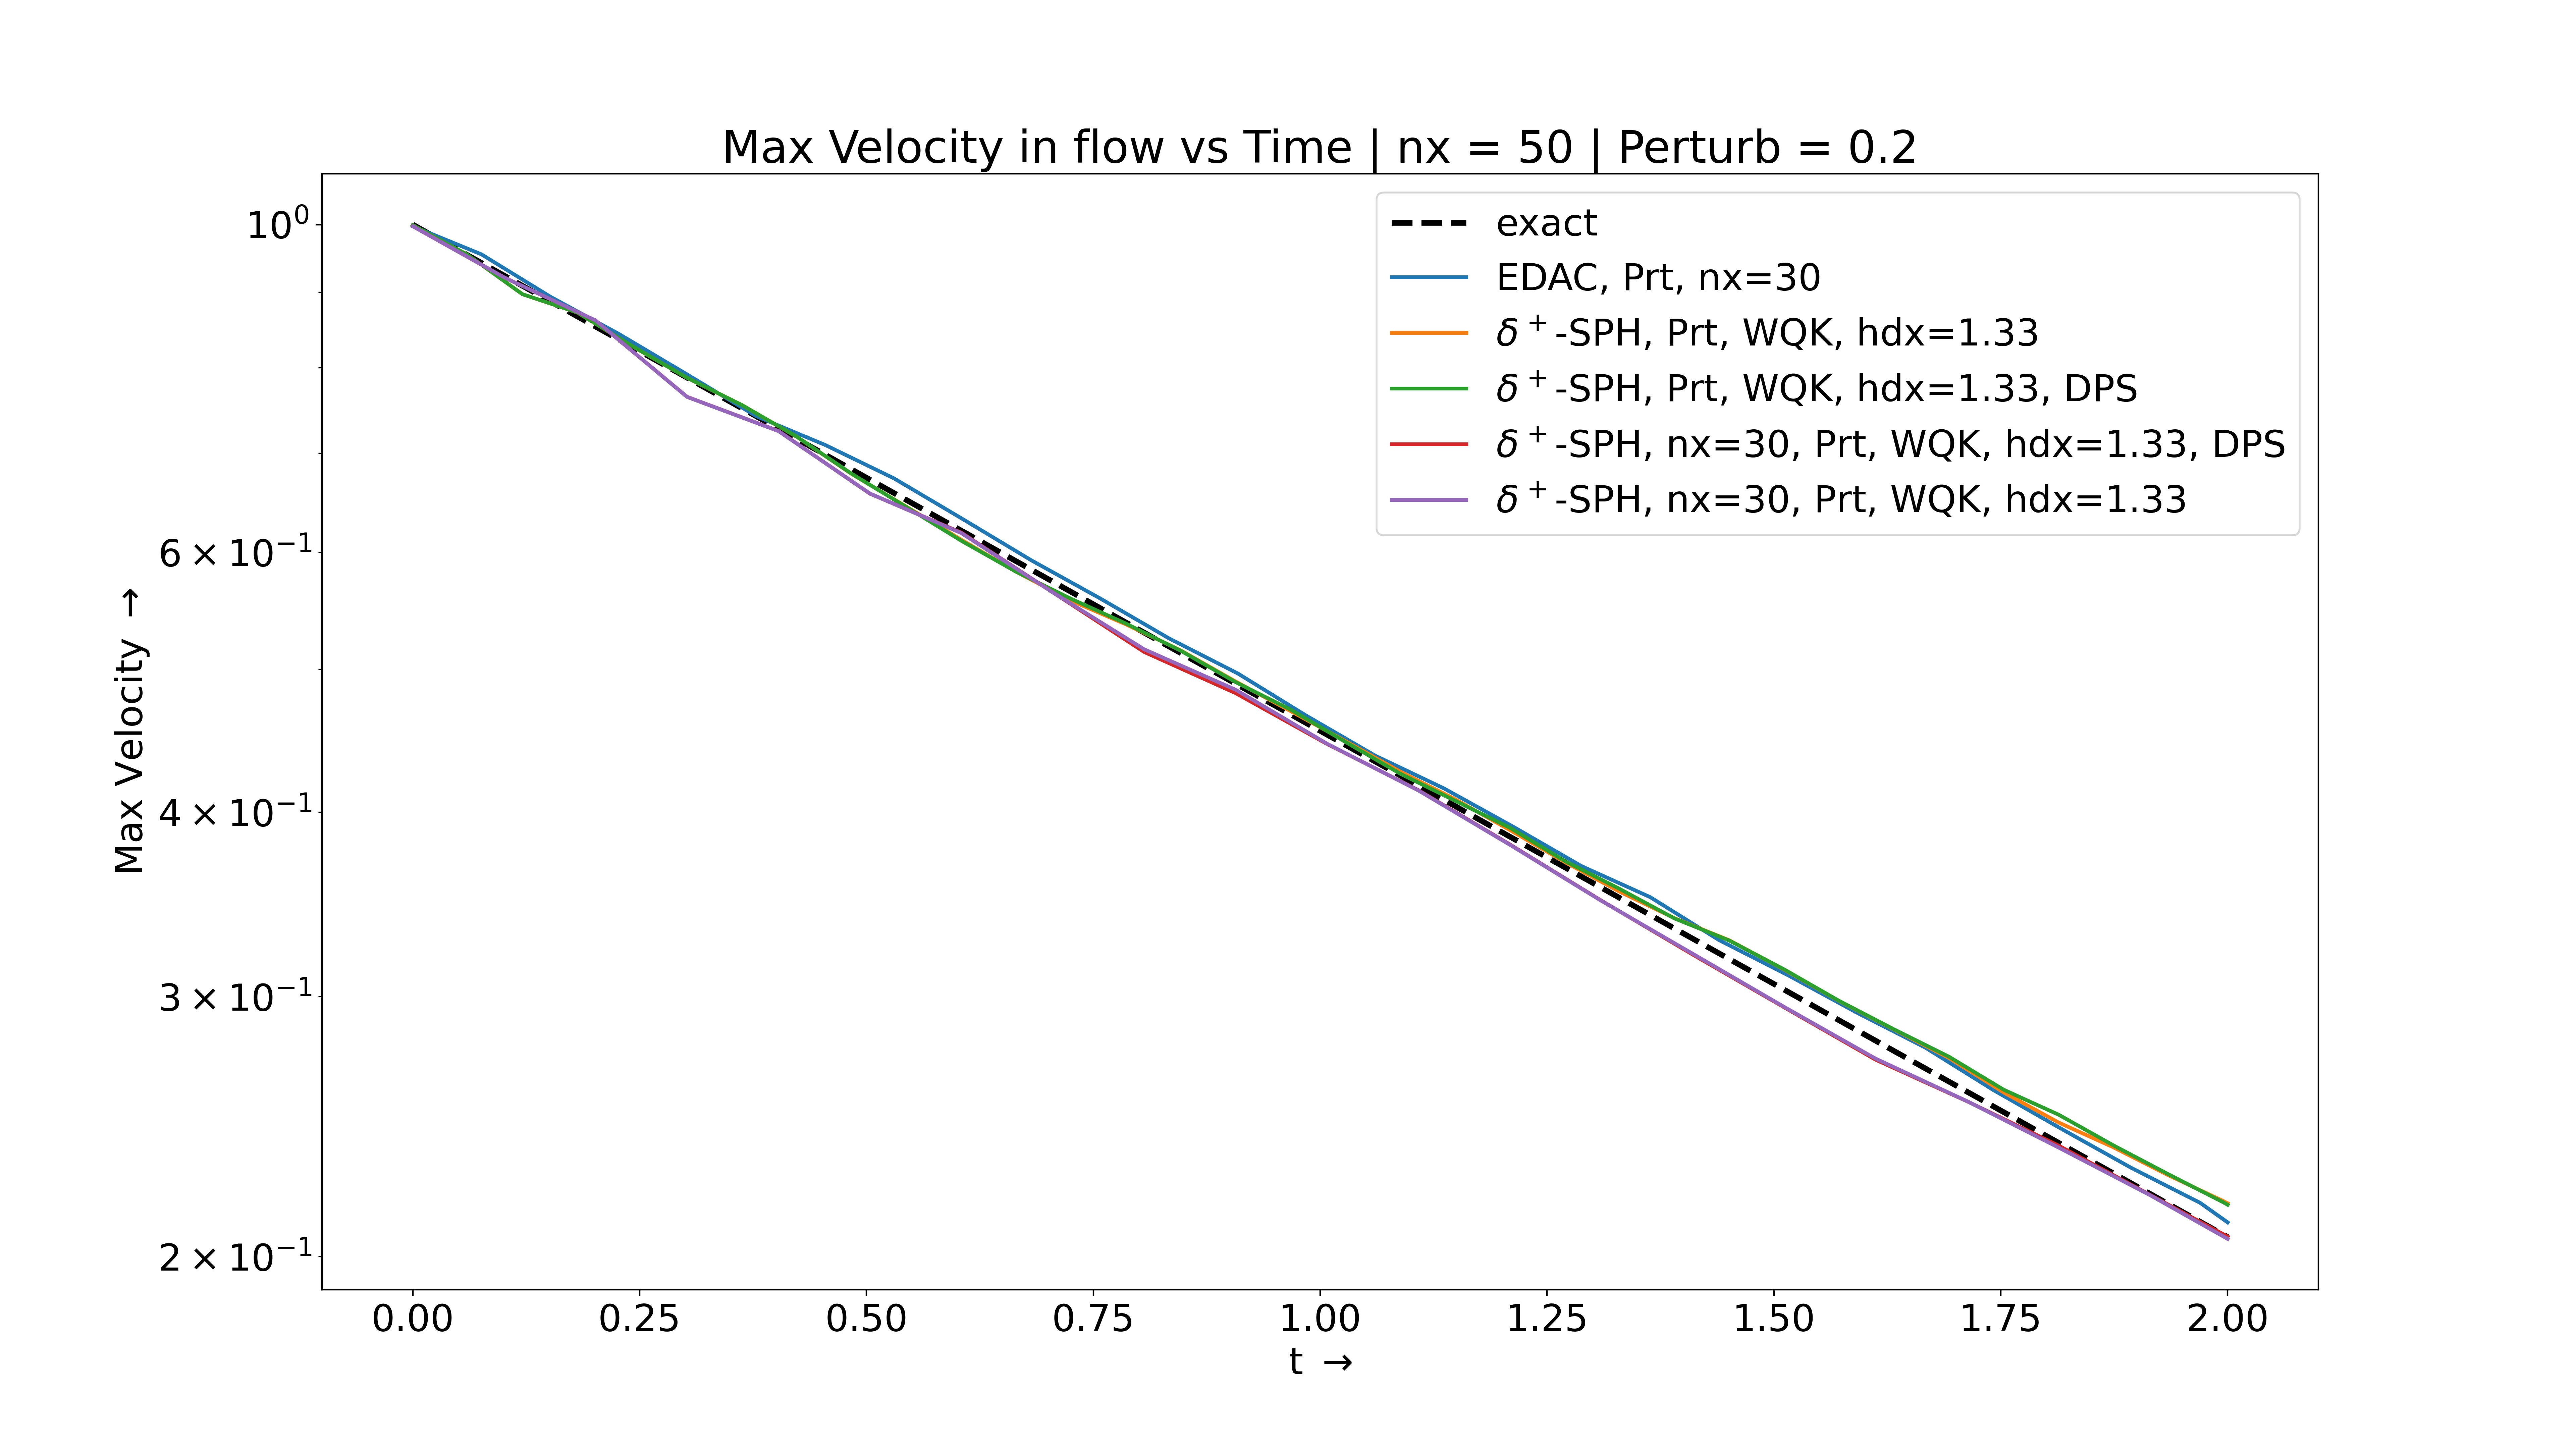 Max Velocity in flow vs Time | nx = 50 | Perturb = 0.2
exact
EDAC, Prt, nx=30
δ⁺-SPH, Prt, WQK, hdx=1.33
δ⁺-SPH, Prt, WQK, hdx=1.33, DPS
δ⁺-SPH, nx=30, Prt, WQK, hdx=1.33, DPS
δ⁺-SPH, nx=30, Prt, WQK, hdx=1.33
Max Velocity →
10⁰
6 × 10⁻¹
4 × 10⁻¹
3 × 10⁻¹
2 × 10⁻¹
0.00 0.25 0.50 0.75 1.00 1.25 1.50 1.75 2.00
t →